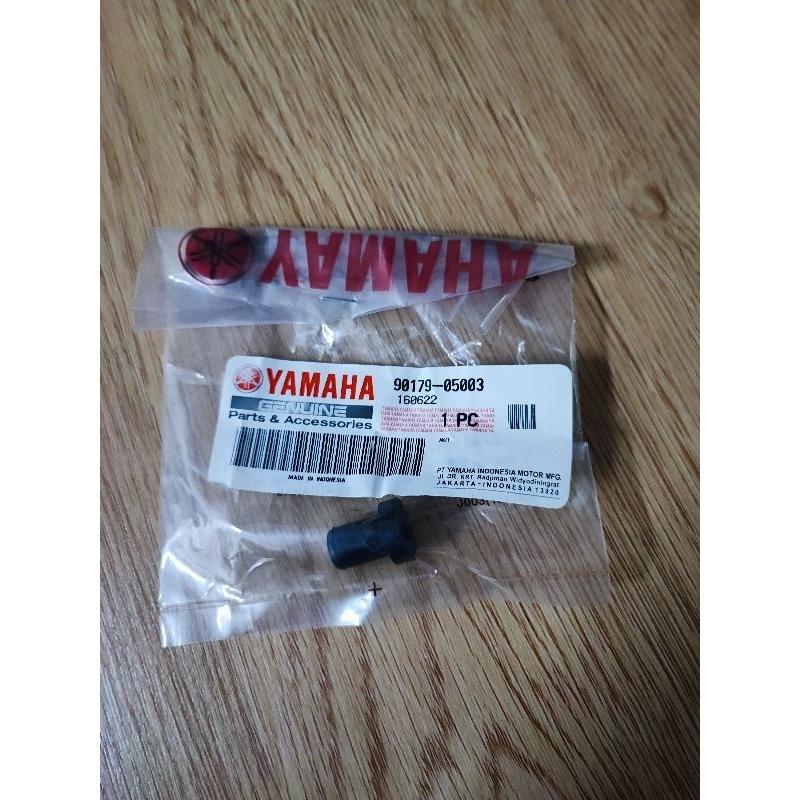 YAMAHA
YAMAHA 90179-05003
GENUINE 160622
Parts & Accessories 1 PC
MADE IN INDONESIA
PT YAMAHA INDONESIA MOTOR MFG.
Jl. DR. KRT. Radjiman Widyodiningrat
JAKARTA - INDONESIA 13920